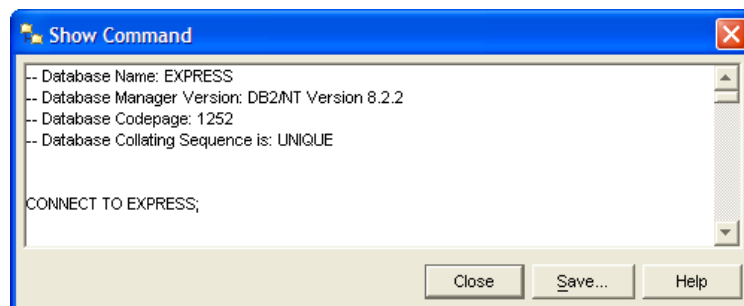 Show Command
-- Database Name: EXPRESS
-- Database Manager Version: DB2/NT Version 8.2.2
-- Database Codepage: 1252
-- Database Collating Sequence is: UNIQUE
CONNECT TO EXPRESS;
Close Save... Help